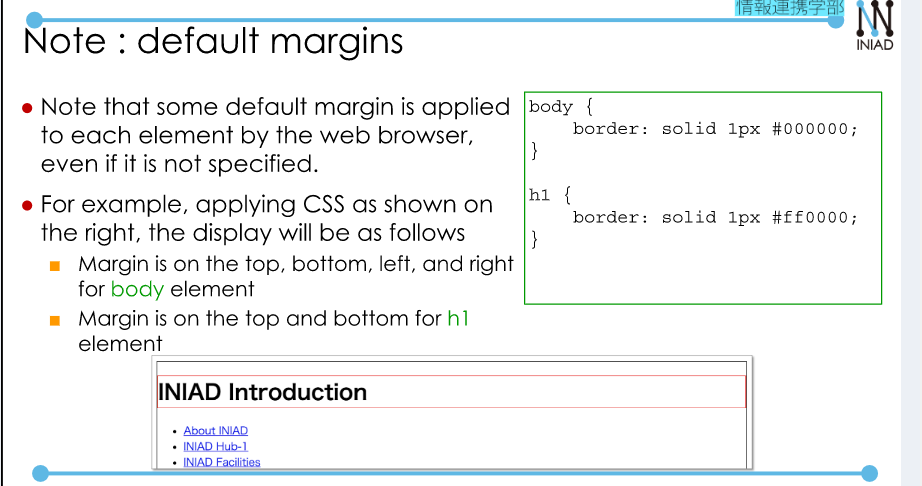 情報連携学部
INIAD
Note : default margins
● Note that some default margin is applied
to each element by the web browser,
even if it is not specified.
● For example, applying CSS as shown on
the right, the display will be as follows
■ Margin is on the top, bottom, left, and right
for body element
■ Margin is on the top and bottom for h1
element
body {
    border: solid 1px #000000;
}

h1 {
    border: solid 1px #ff0000;
}
INIAD Introduction
• About INIAD
• INIAD Hub-1
• INIAD Facilities